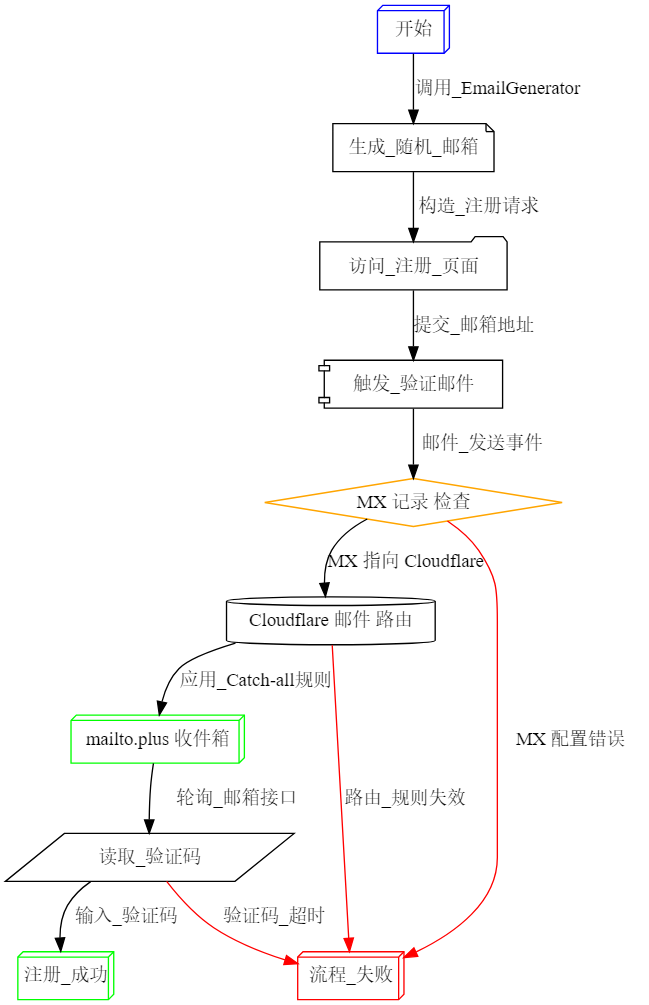 开始
调用_EmailGenerator
生成_随机_邮箱
构造_注册请求
访问_注册_页面
提交_邮箱地址
触发_验证邮件
邮件_发送事件
MX 记录 检查
MX 指向 Cloudflare
Cloudflare 邮件 路由
应用_Catch-all规则
mailto.plus 收件箱
MX 配置错误
轮询_邮箱接口
路由_规则失效
读取_验证码
输入_验证码
验证码_超时
注册_成功
流程_失败